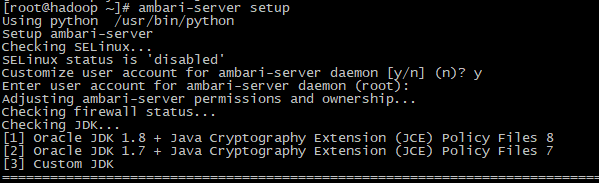 [root@hadoop ~]# ambari-server setup
Using python  /usr/bin/python
Setup ambari-server
Checking SELinux...
SELinux status is 'disabled'
Customize user account for ambari-server daemon [y/n] (n)? y
Enter user account for ambari-server daemon (root):
Adjusting ambari-server permissions and ownership...
Checking firewall status...
Checking JDK...
[1] Oracle JDK 1.8 + Java Cryptography Extension (JCE) Policy Files 8
[2] Oracle JDK 1.7 + Java Cryptography Extension (JCE) Policy Files 7
[3] Custom JDK
==============================================================================